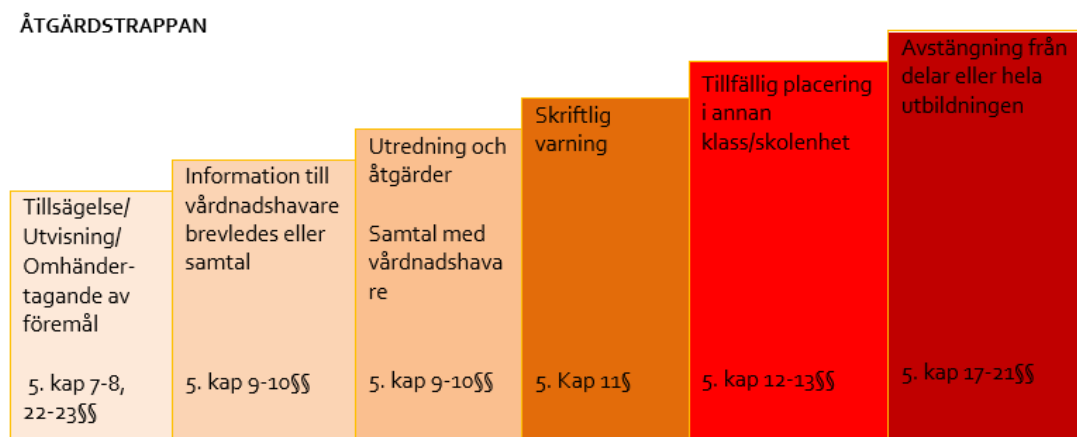 ÅTGÄRDSTRAPPAN
Tillsägelse/
Utvisning/
Omhänder-
tagande av
föremål
5. kap 7-8,
22-23§§
Information till
vårdnadshavare
brevledes eller
samtal
5. kap 9-10§§
Utredning och
åtgärder
Samtal med
vårdnadshava
re
5. kap 9-10§§
Skriftlig
varning
5. Kap 11§
Tillfällig placering
i annan
klass/skolenhet
5. kap 12-13§§
Avstängning från
delar eller hela
utbildningen
5. kap 17-21§§